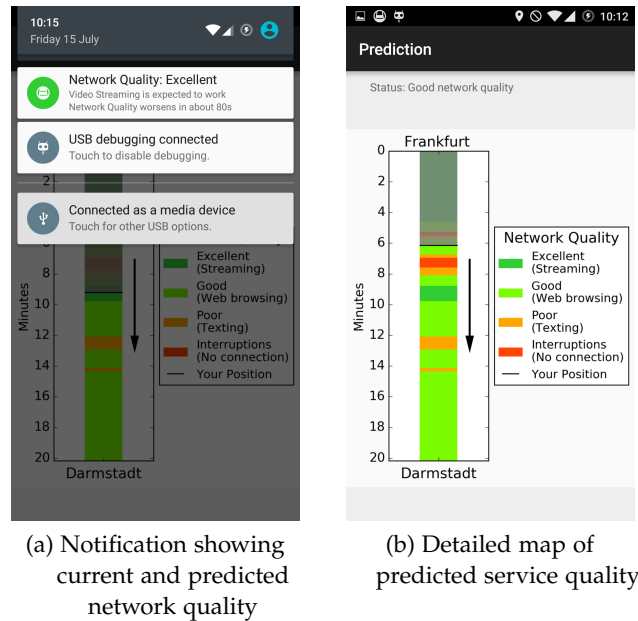 10:15
Friday 15 July
Network Quality: Excellent
Video Streaming is expected to work
Network Quality worsens in about 80s
USB debugging connected
Touch to disable debugging.
2
Connected as a media device
Touch for other USB options.
8
10
12
14
16
18
20
Minutes
Darmstadt
Excellent
(Streaming)
Good
(Web browsing)
Poor
(Texting)
Interruptions
(No connection)
Your Position
(a) Notification showing
current and predicted
network quality
10:12
Prediction
Status: Good network quality
Frankfurt
0
2
4
6
8
10
12
14
16
18
20
Minutes
Darmstadt
Network Quality
Excellent
(Streaming)
Good
(Web browsing)
Poor
(Texting)
Interruptions
(No connection)
Your Position
(b) Detailed map of
predicted service quality